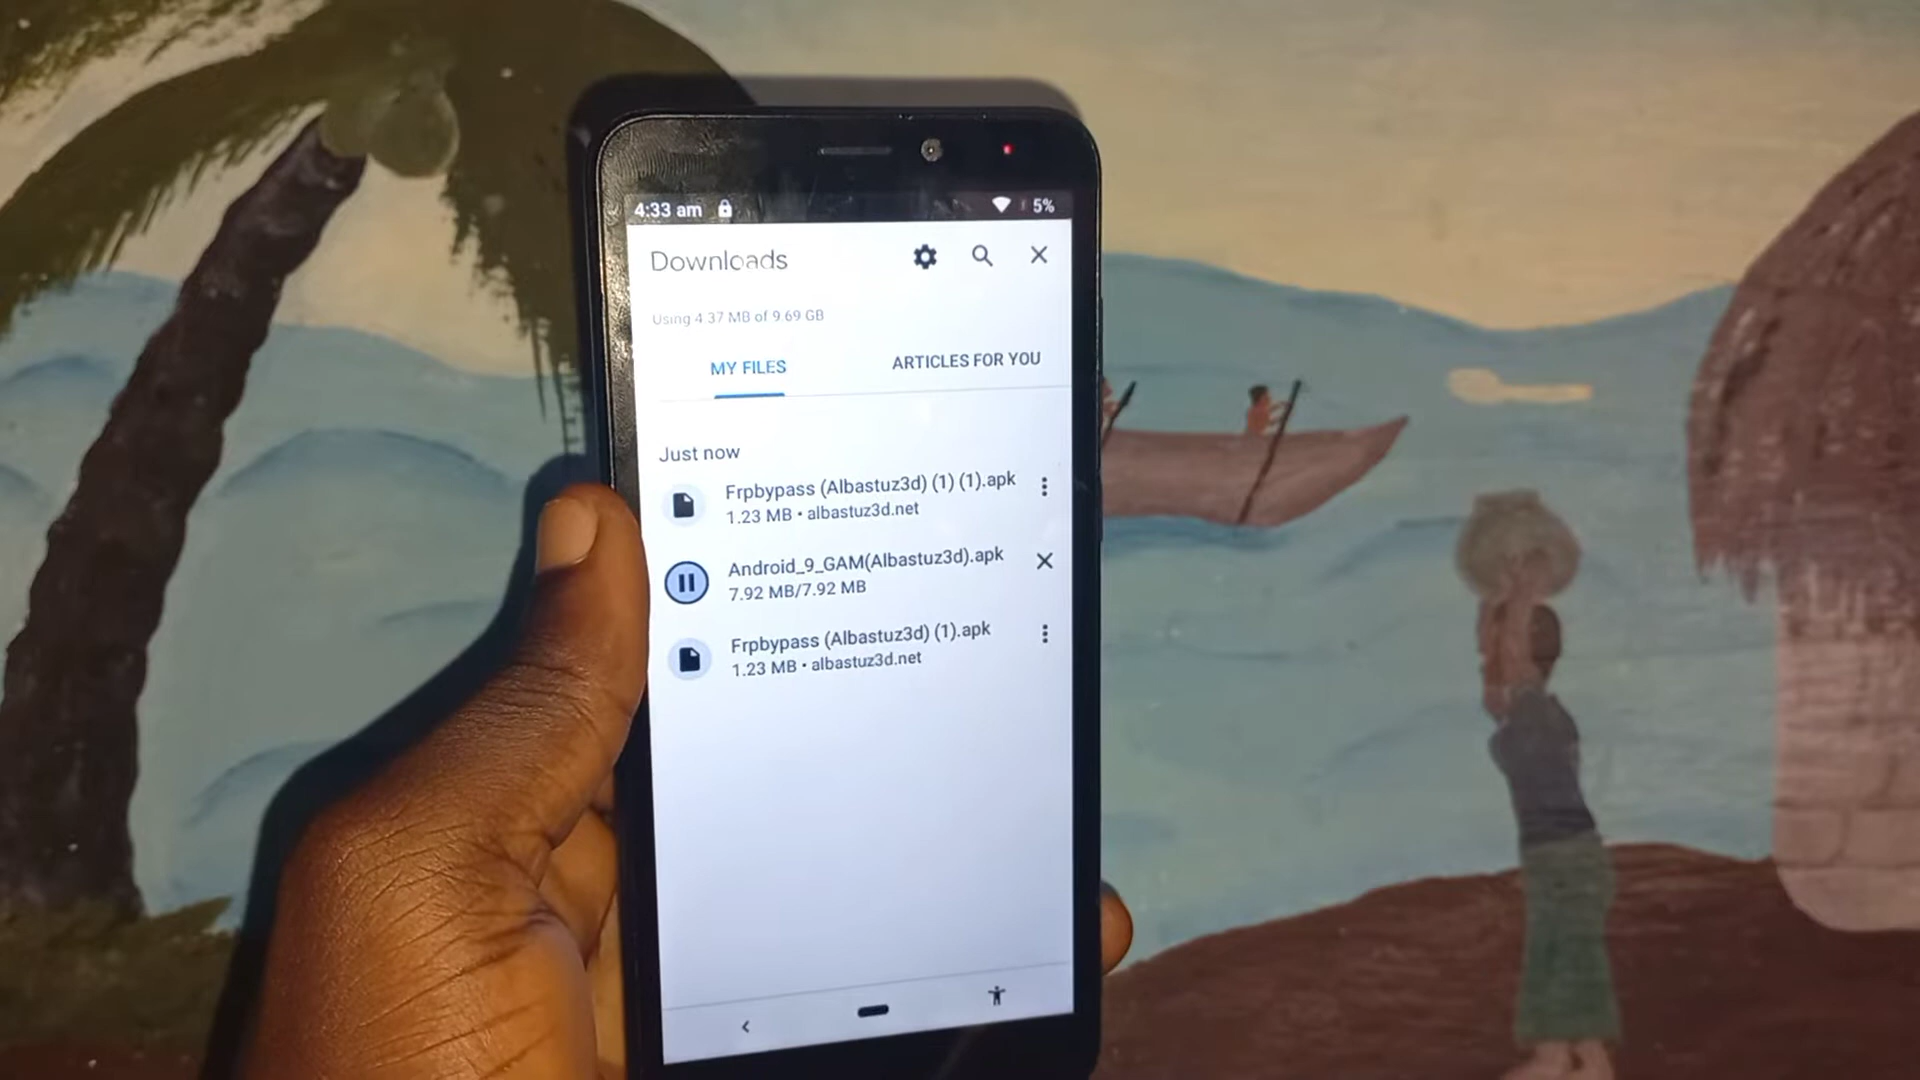 4:33 am 5%
Downloads
Using 4.37 MB of 9.69 GB
MY FILES ARTICLES FOR YOU
Just now
Frpbypass (Albastuz3d) (1) (1).apk
1.23 MB • albastuz3d.net
Android_9_GAM(Albastuz3d).apk
7.92 MB/7.92 MB
Frpbypass (Albastuz3d) (1).apk
1.23 MB • albastuz3d.net